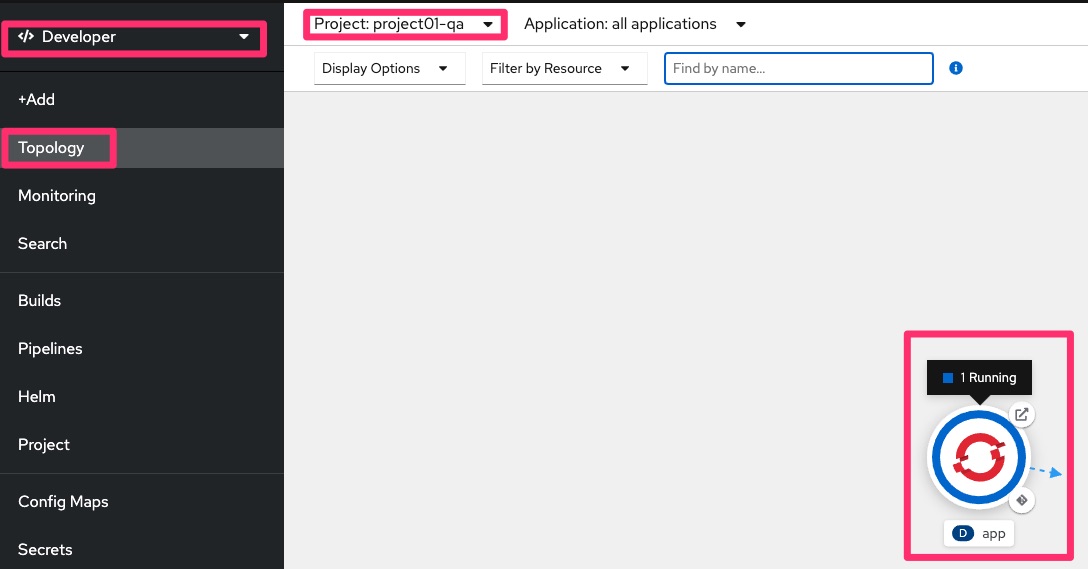 </> Developer
+Add
Topology
Monitoring
Search
Builds
Pipelines
Helm
Project
Config Maps
Secrets
Project: project01-qa
Application: all applications
Display Options
Filter by Resource
Find by name...
1 Running
D app